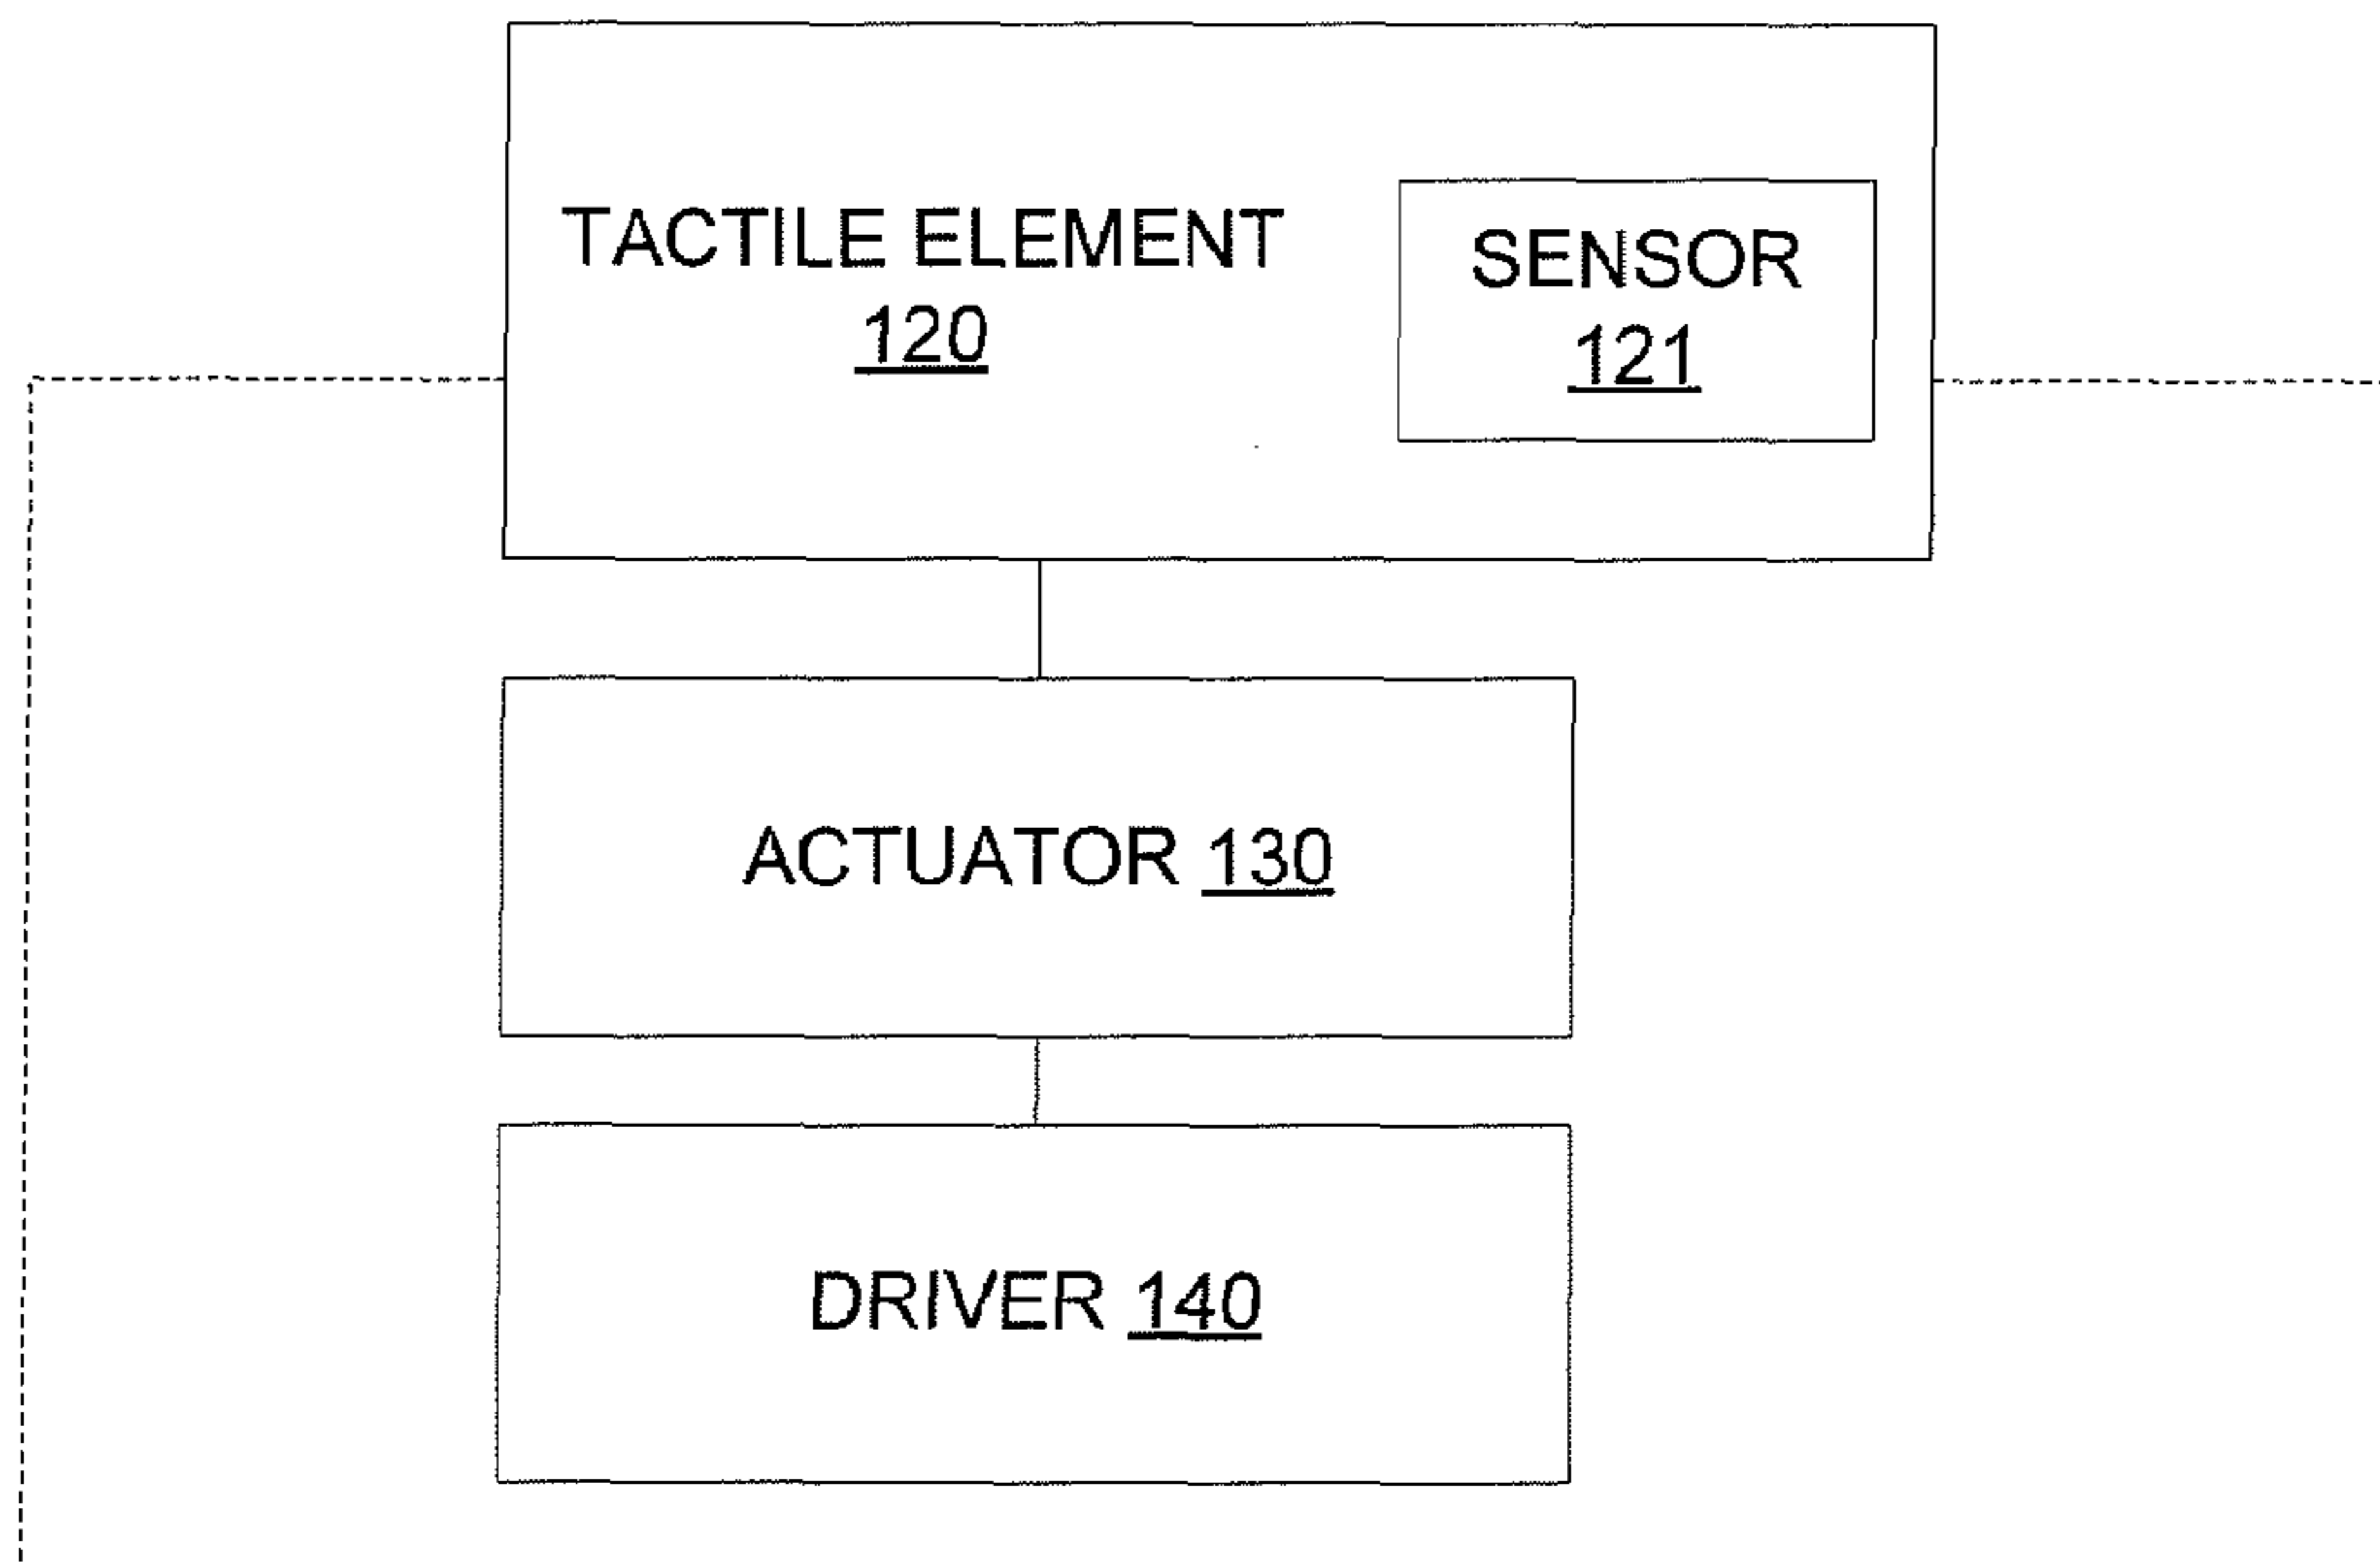 TACTILE ELEMENT
120
SENSOR
121
ACTUATOR 130
DRIVER 140